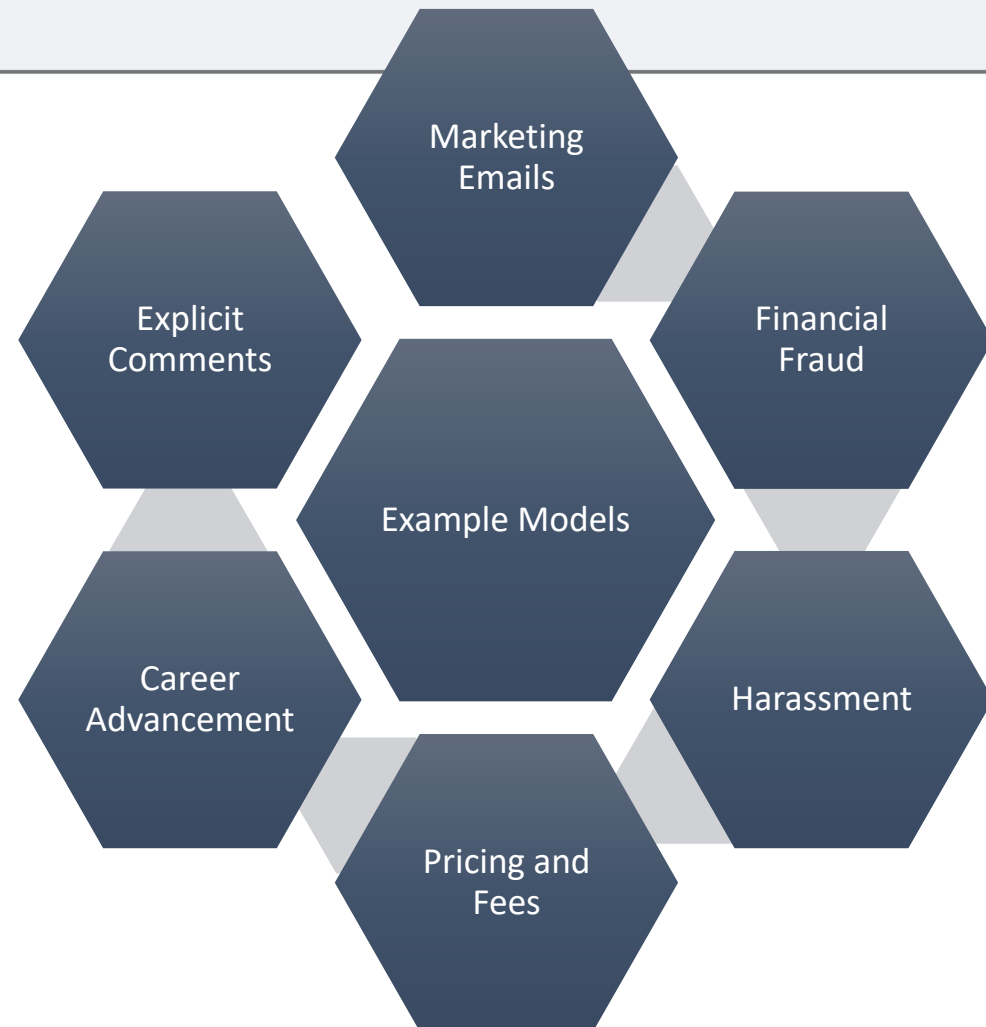 Marketing
Emails
Explicit
Comments
Financial
Fraud
Example Models
Career
Advancement
Harassment
Pricing and
Fees